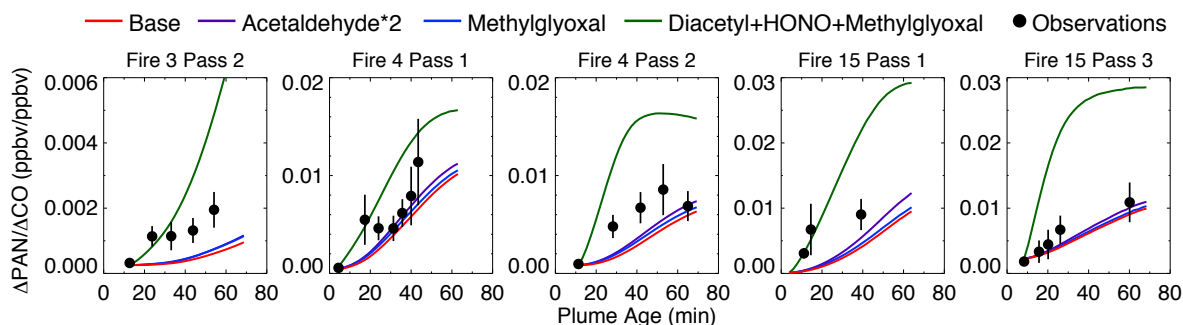 Base Acetaldehyde*2 Methylglyoxal Diacetyl+HONO+Methylglyoxal Observations
Fire 3 Pass 2 Fire 4 Pass 1 Fire 4 Pass 2 Fire 15 Pass 1 Fire 15 Pass 3
ΔPAN/ΔCO (ppbv/ppbv)
0.006 0.02 0.02 0.03 0.03
0.004 0.02 0.02
0.01 0.01
0.002 0.01 0.01
0.000 0.00 0.00 0.00 0.00
0 20 40 60 80 0 20 40 60 80 0 20 40 60 80 0 20 40 60 80 0 20 40 60 80
Plume Age (min)